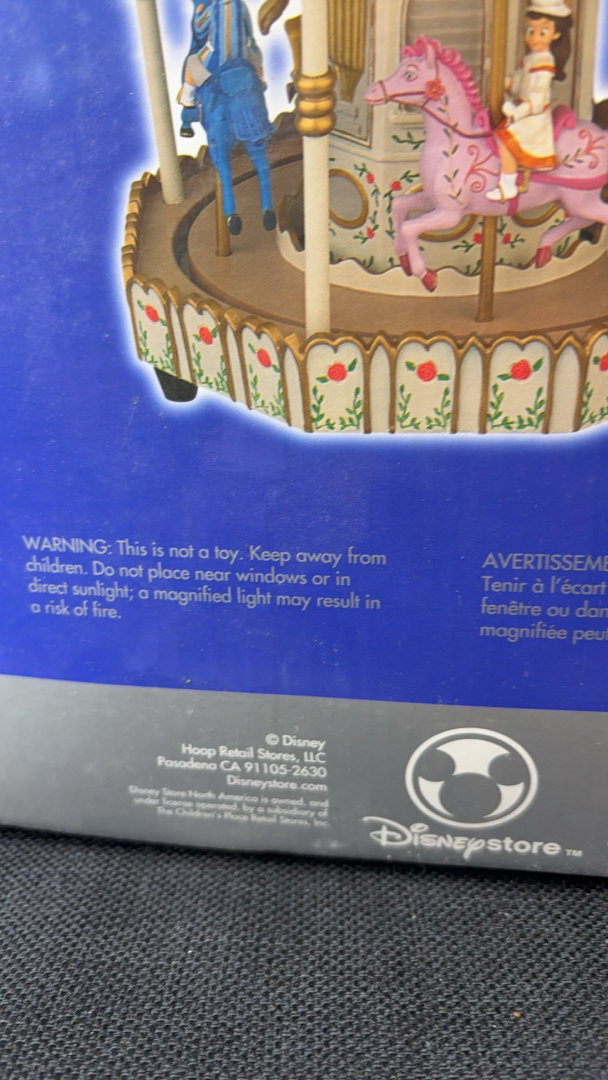 WARNING: This is not a toy. Keep away from
children. Do not place near windows or in
direct sunlight; a magnified light may result in
a risk of fire.
AVERTISSEME
Tenir à l'écart
fenêtre ou dan
magnifiée peu
© Disney
Hoop Retail Stores, LLC
Pasadena CA 91105-2630
Disneystore.com
Disney Store North America is owned, and
under license operated, by a subsidiary of
The Children's Place Retail Stores, Inc.
Disney store ™